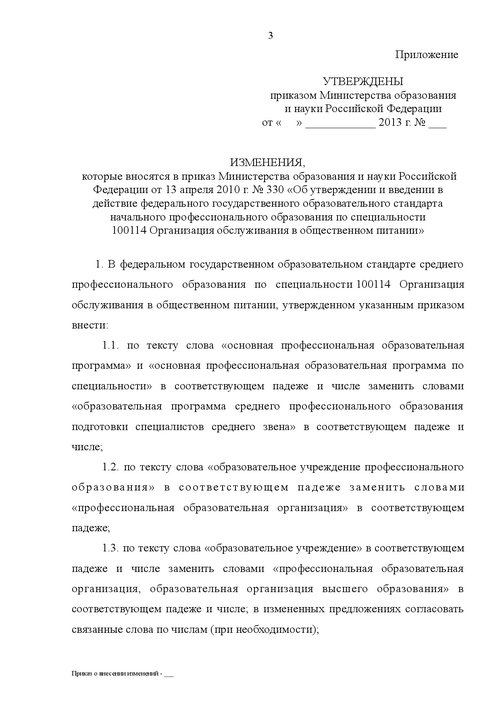 3
Приложение
УТВЕРЖДЕНЫ
приказом Министерства образования
и науки Российской Федерации
от «    » ____________ 2013 г. № ___
ИЗМЕНЕНИЯ,
которые вносятся в приказ Министерства образования и науки Российской
Федерации от 13 апреля 2010 г. № 330 «Об утверждении и введении в
действие федерального государственного образовательного стандарта
начального профессионального образования по специальности
100114 Организация обслуживания в общественном питании»
1. В федеральном государственном образовательном стандарте среднего
профессионального образования по специальности 100114 Организация
обслуживания в общественном питании, утвержденном указанным приказом
внести:
1.1. по тексту слова «основная профессиональная образовательная
программа» и «основная профессиональная образовательная программа по
специальности» в соответствующем падеже и числе заменить словами
«образовательная программа среднего профессионального образования
подготовки специалистов среднего звена» в соответствующем падеже и
числе;
1.2. по тексту слова «образовательное учреждение профессионального
образования» в соответствующем падеже заменить словами
«профессиональная образовательная организация» в соответствующем
падеже;
1.3. по тексту слова «образовательное учреждение» в соответствующем
падеже и числе заменить словами «профессиональная образовательная
организация, образовательная организация высшего образования» в
соответствующем падеже и числе; в измененных предложениях согласовать
связанные слова по числам (при необходимости);
Приказ о внесении изменений - ___